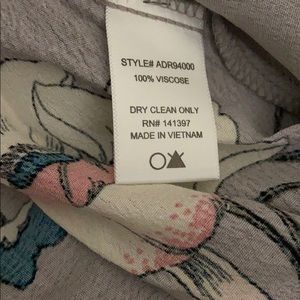 STYLE# ADR94000
100% VISCOSE
DRY CLEAN ONLY
RN# 141397
MADE IN VIETNAM